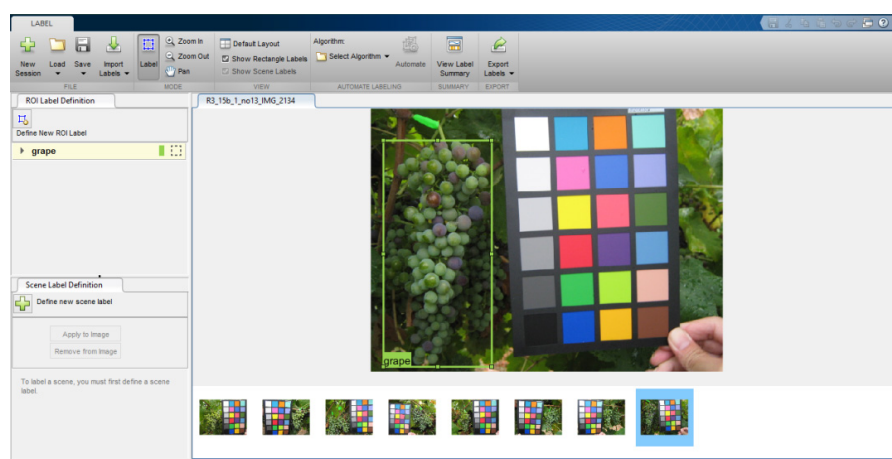 LABEL
New Session
Load
Save
Import Labels
FILE
Label
Zoom In
Zoom Out
Pan
MODE
Default Layout
Show Rectangle Labels
Show Scene Labels
VIEW
Algorithm:
Select Algorithm
Automate
AUTOMATE LABELING
View Label Summary
SUMMARY
Export Labels
EXPORT
ROI Label Definition
Define New ROI Label
grape
Scene Label Definition
Define new scene label
Apply to Image
Remove from Image
To label a scene, you must first define a scene
label.
R3_15b_1_no13_IMG_2134
grape